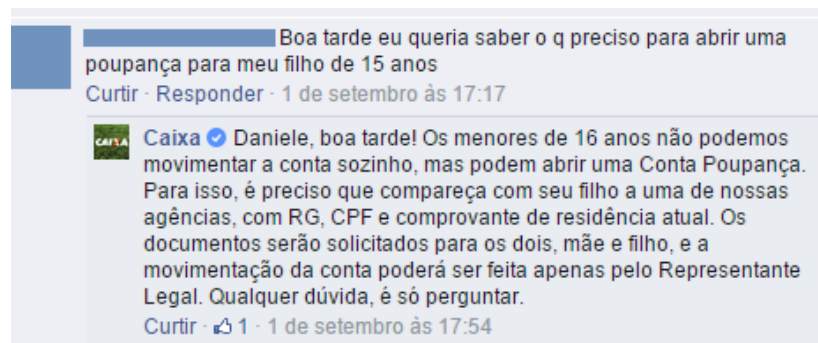 Boa tarde eu queria saber o q preciso para abrir uma
poupança para meu filho de 15 anos
Curtir · Responder · 1 de setembro às 17:17
CAIXA
Caixa Daniele, boa tarde! Os menores de 16 anos não podemos
movimentar a conta sozinho, mas podem abrir uma Conta Poupança.
Para isso, é preciso que compareça com seu filho a uma de nossas
agências, com RG, CPF e comprovante de residência atual. Os
documentos serão solicitados para os dois, mãe e filho, e a
movimentação da conta poderá ser feita apenas pelo Representante
Legal. Qualquer dúvida, é só perguntar.
Curtir · 1 · 1 de setembro às 17:54